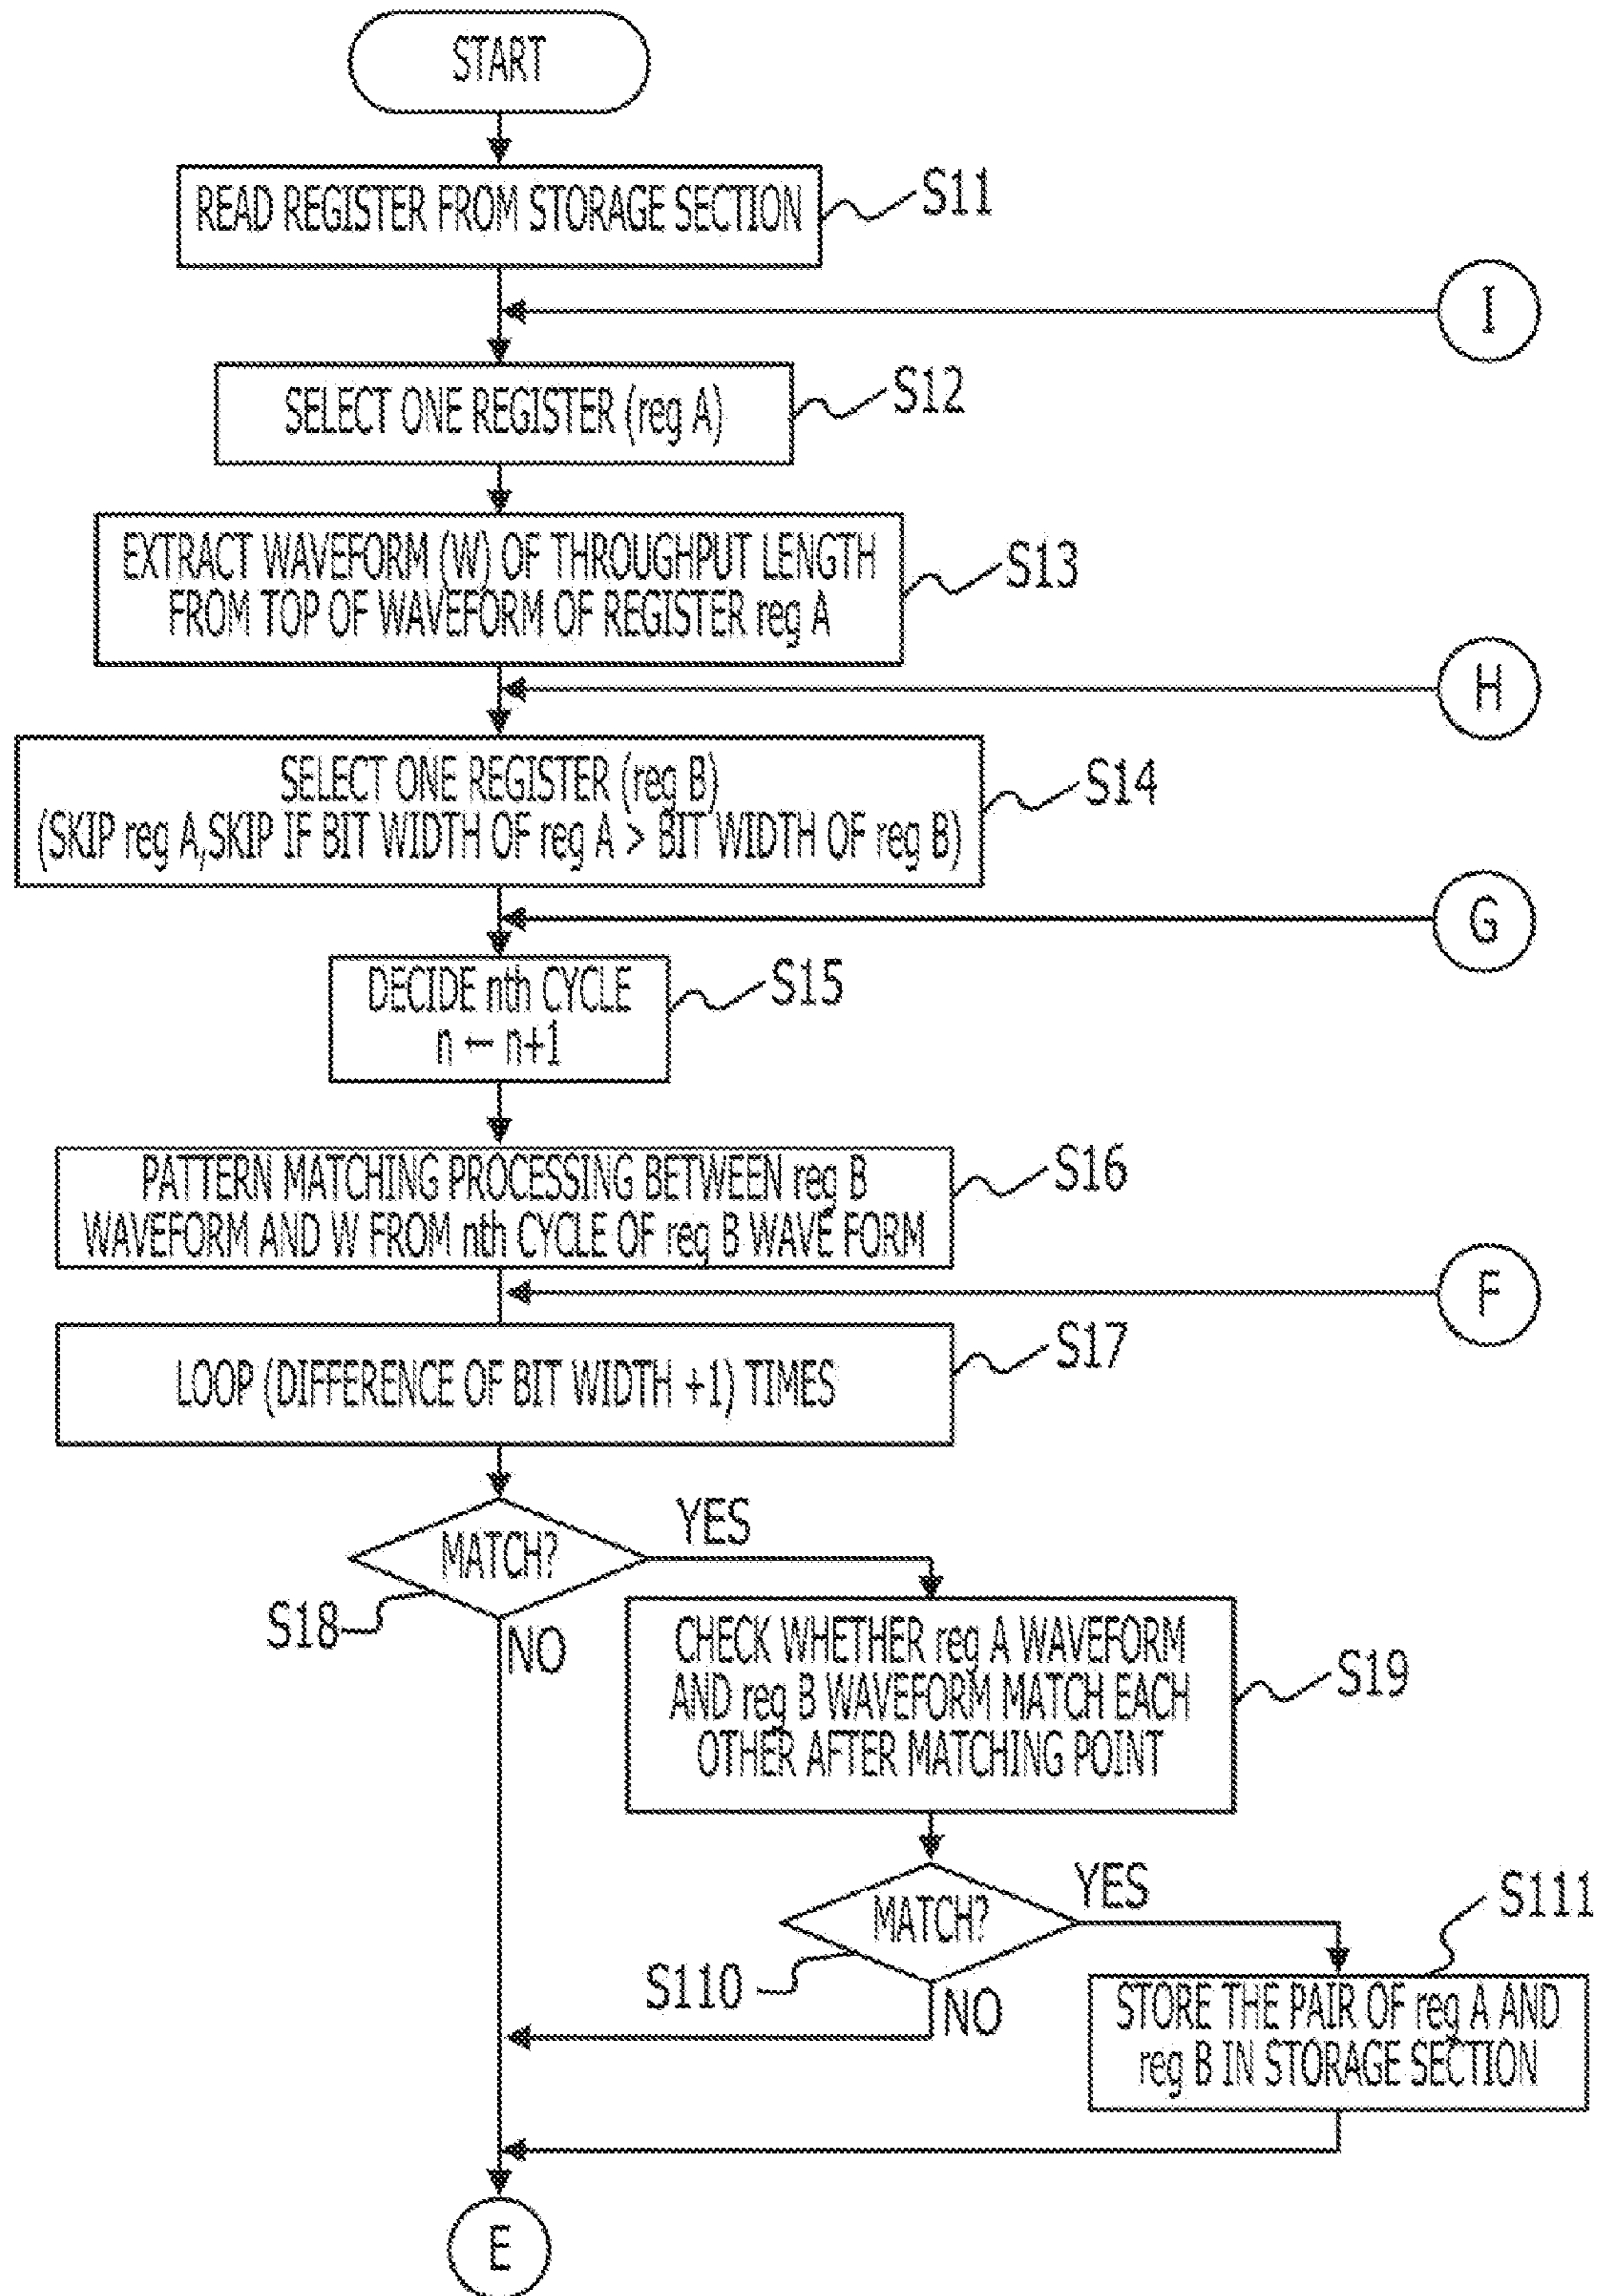 START
READ REGISTER FROM STORAGE SECTION
S11
I
SELECT ONE REGISTER (reg A)
S12
EXTRACT WAVEFORM (W) OF THROUGHPUT LENGTH
FROM TOP OF WAVEFORM OF REGISTER reg A
S13
H
SELECT ONE REGISTER (reg B)
(SKIP reg A,SKIP IF BIT WIDTH OF reg A > BIT WIDTH OF reg B)
S14
G
DECIDE nth CYCLE
n ← n+1
S15
PATTERN MATCHING PROCESSING BETWEEN reg B
WAVEFORM AND W FROM nth CYCLE OF reg B WAVE FORM
S16
F
LOOP (DIFFERENCE OF BIT WIDTH +1) TIMES
S17
MATCH?
YES
S18
NO
CHECK WHETHER reg A WAVEFORM
AND reg B WAVEFORM MATCH EACH
OTHER AFTER MATCHING POINT
S19
MATCH?
YES
S110
NO
S111
STORE THE PAIR OF reg A AND
reg B IN STORAGE SECTION
E